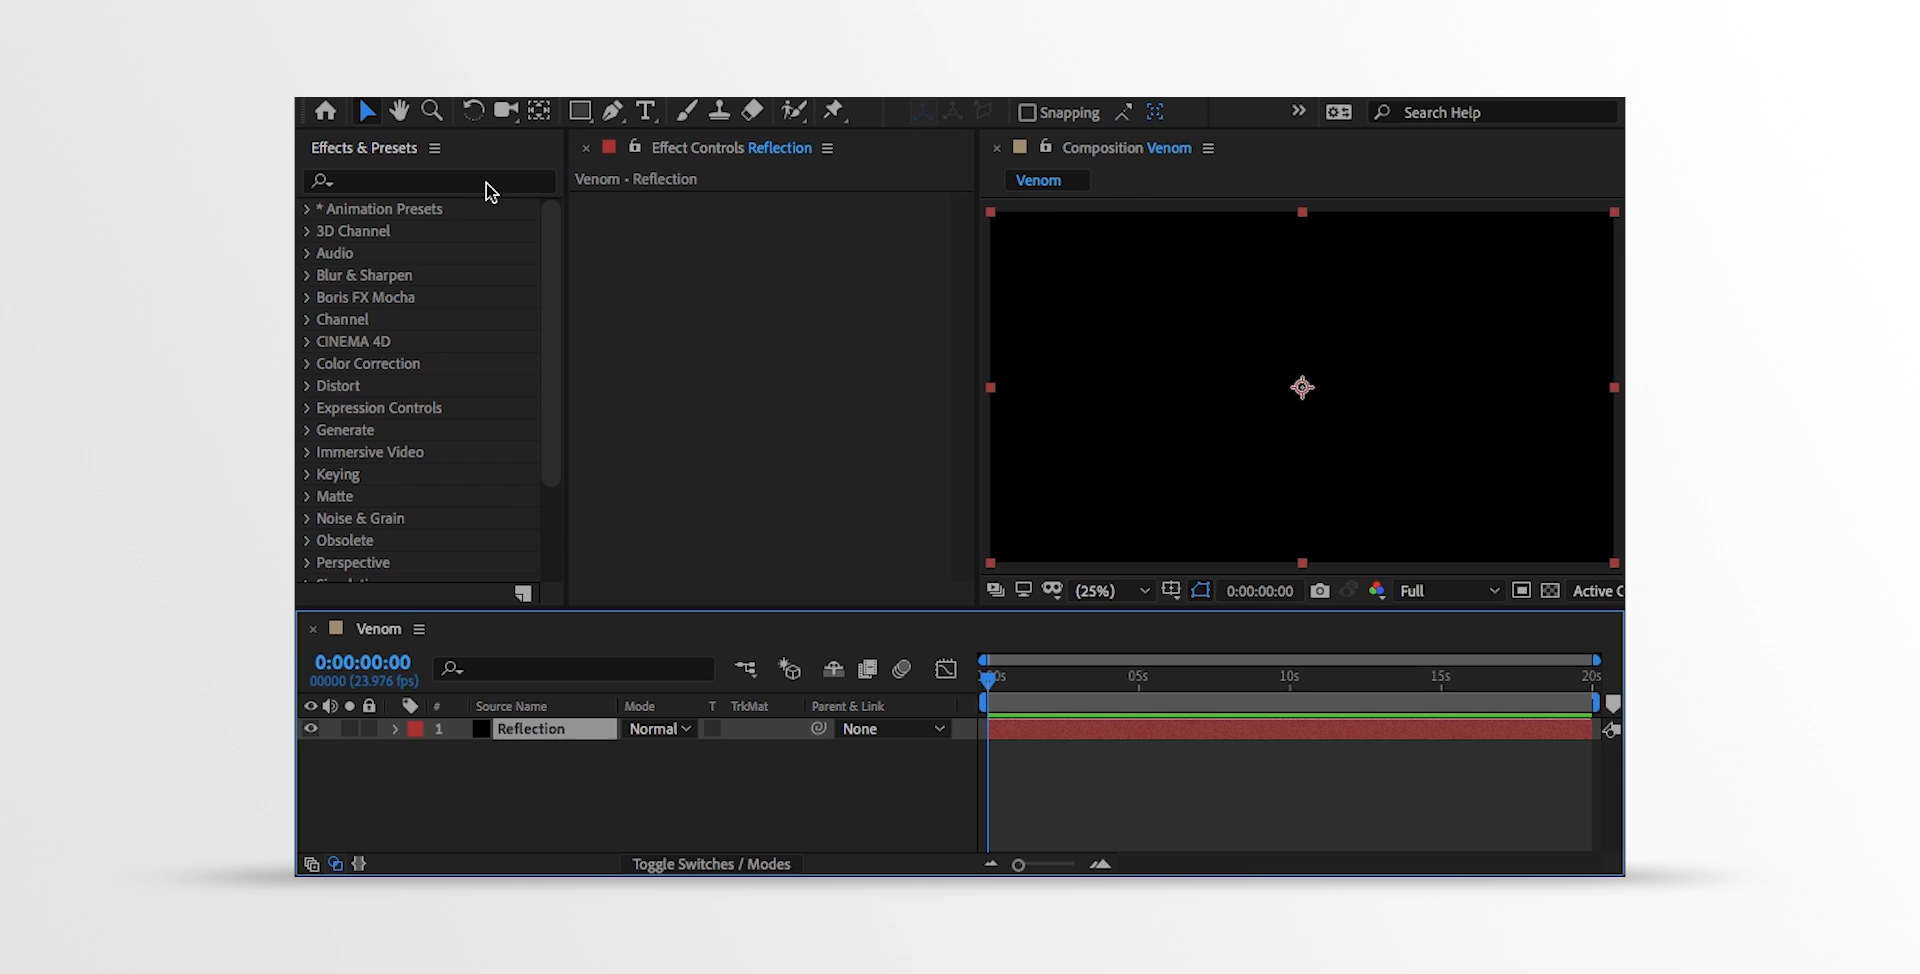 Snapping
Search Help
Effects & Presets
Effect Controls Reflection
Composition Venom
Venom - Reflection
Venom
* Animation Presets
3D Channel
Audio
Blur & Sharpen
Boris FX Mocha
Channel
CINEMA 4D
Color Correction
Distort
Expression Controls
Generate
Immersive Video
Keying
Matte
Noise & Grain
Obsolete
Perspective
(25%)
0:00:00:00
Full
Active C
Venom
0:00:00:00
00000 (23.976 fps)
05s
10s
15s
20s
#
Source Name
Mode
T
TrkMat
Parent & Link
1
Reflection
Normal
None
Toggle Switches / Modes